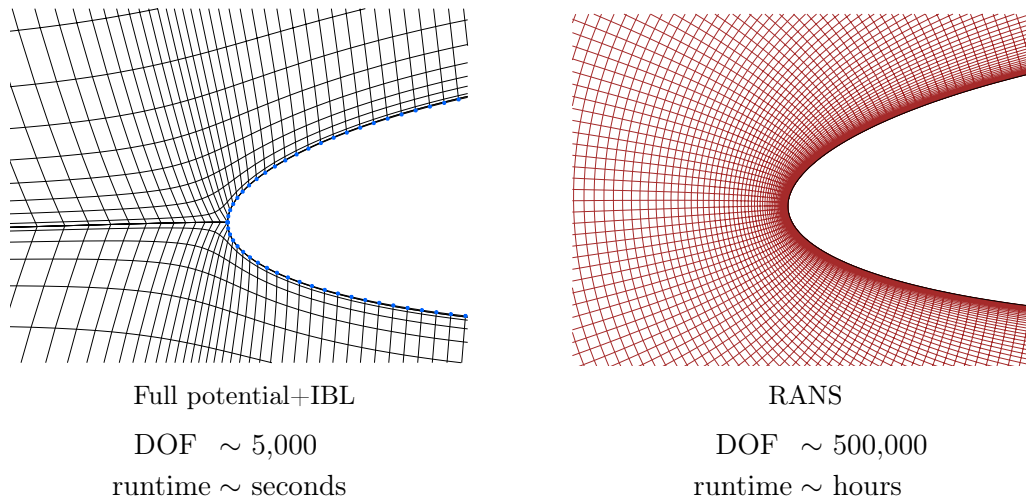 Full potential+IBL
DOF ∼ 5,000
runtime ∼ seconds
RANS
DOF ∼ 500,000
runtime ∼ hours